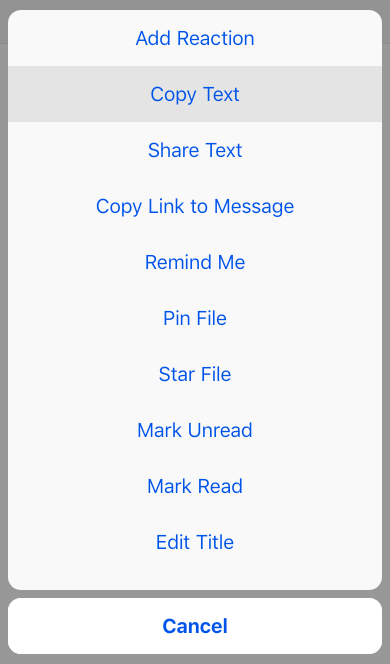 Add Reaction
Copy Text
Share Text
Copy Link to Message
Remind Me
Pin File
Star File
Mark Unread
Mark Read
Edit Title
Cancel